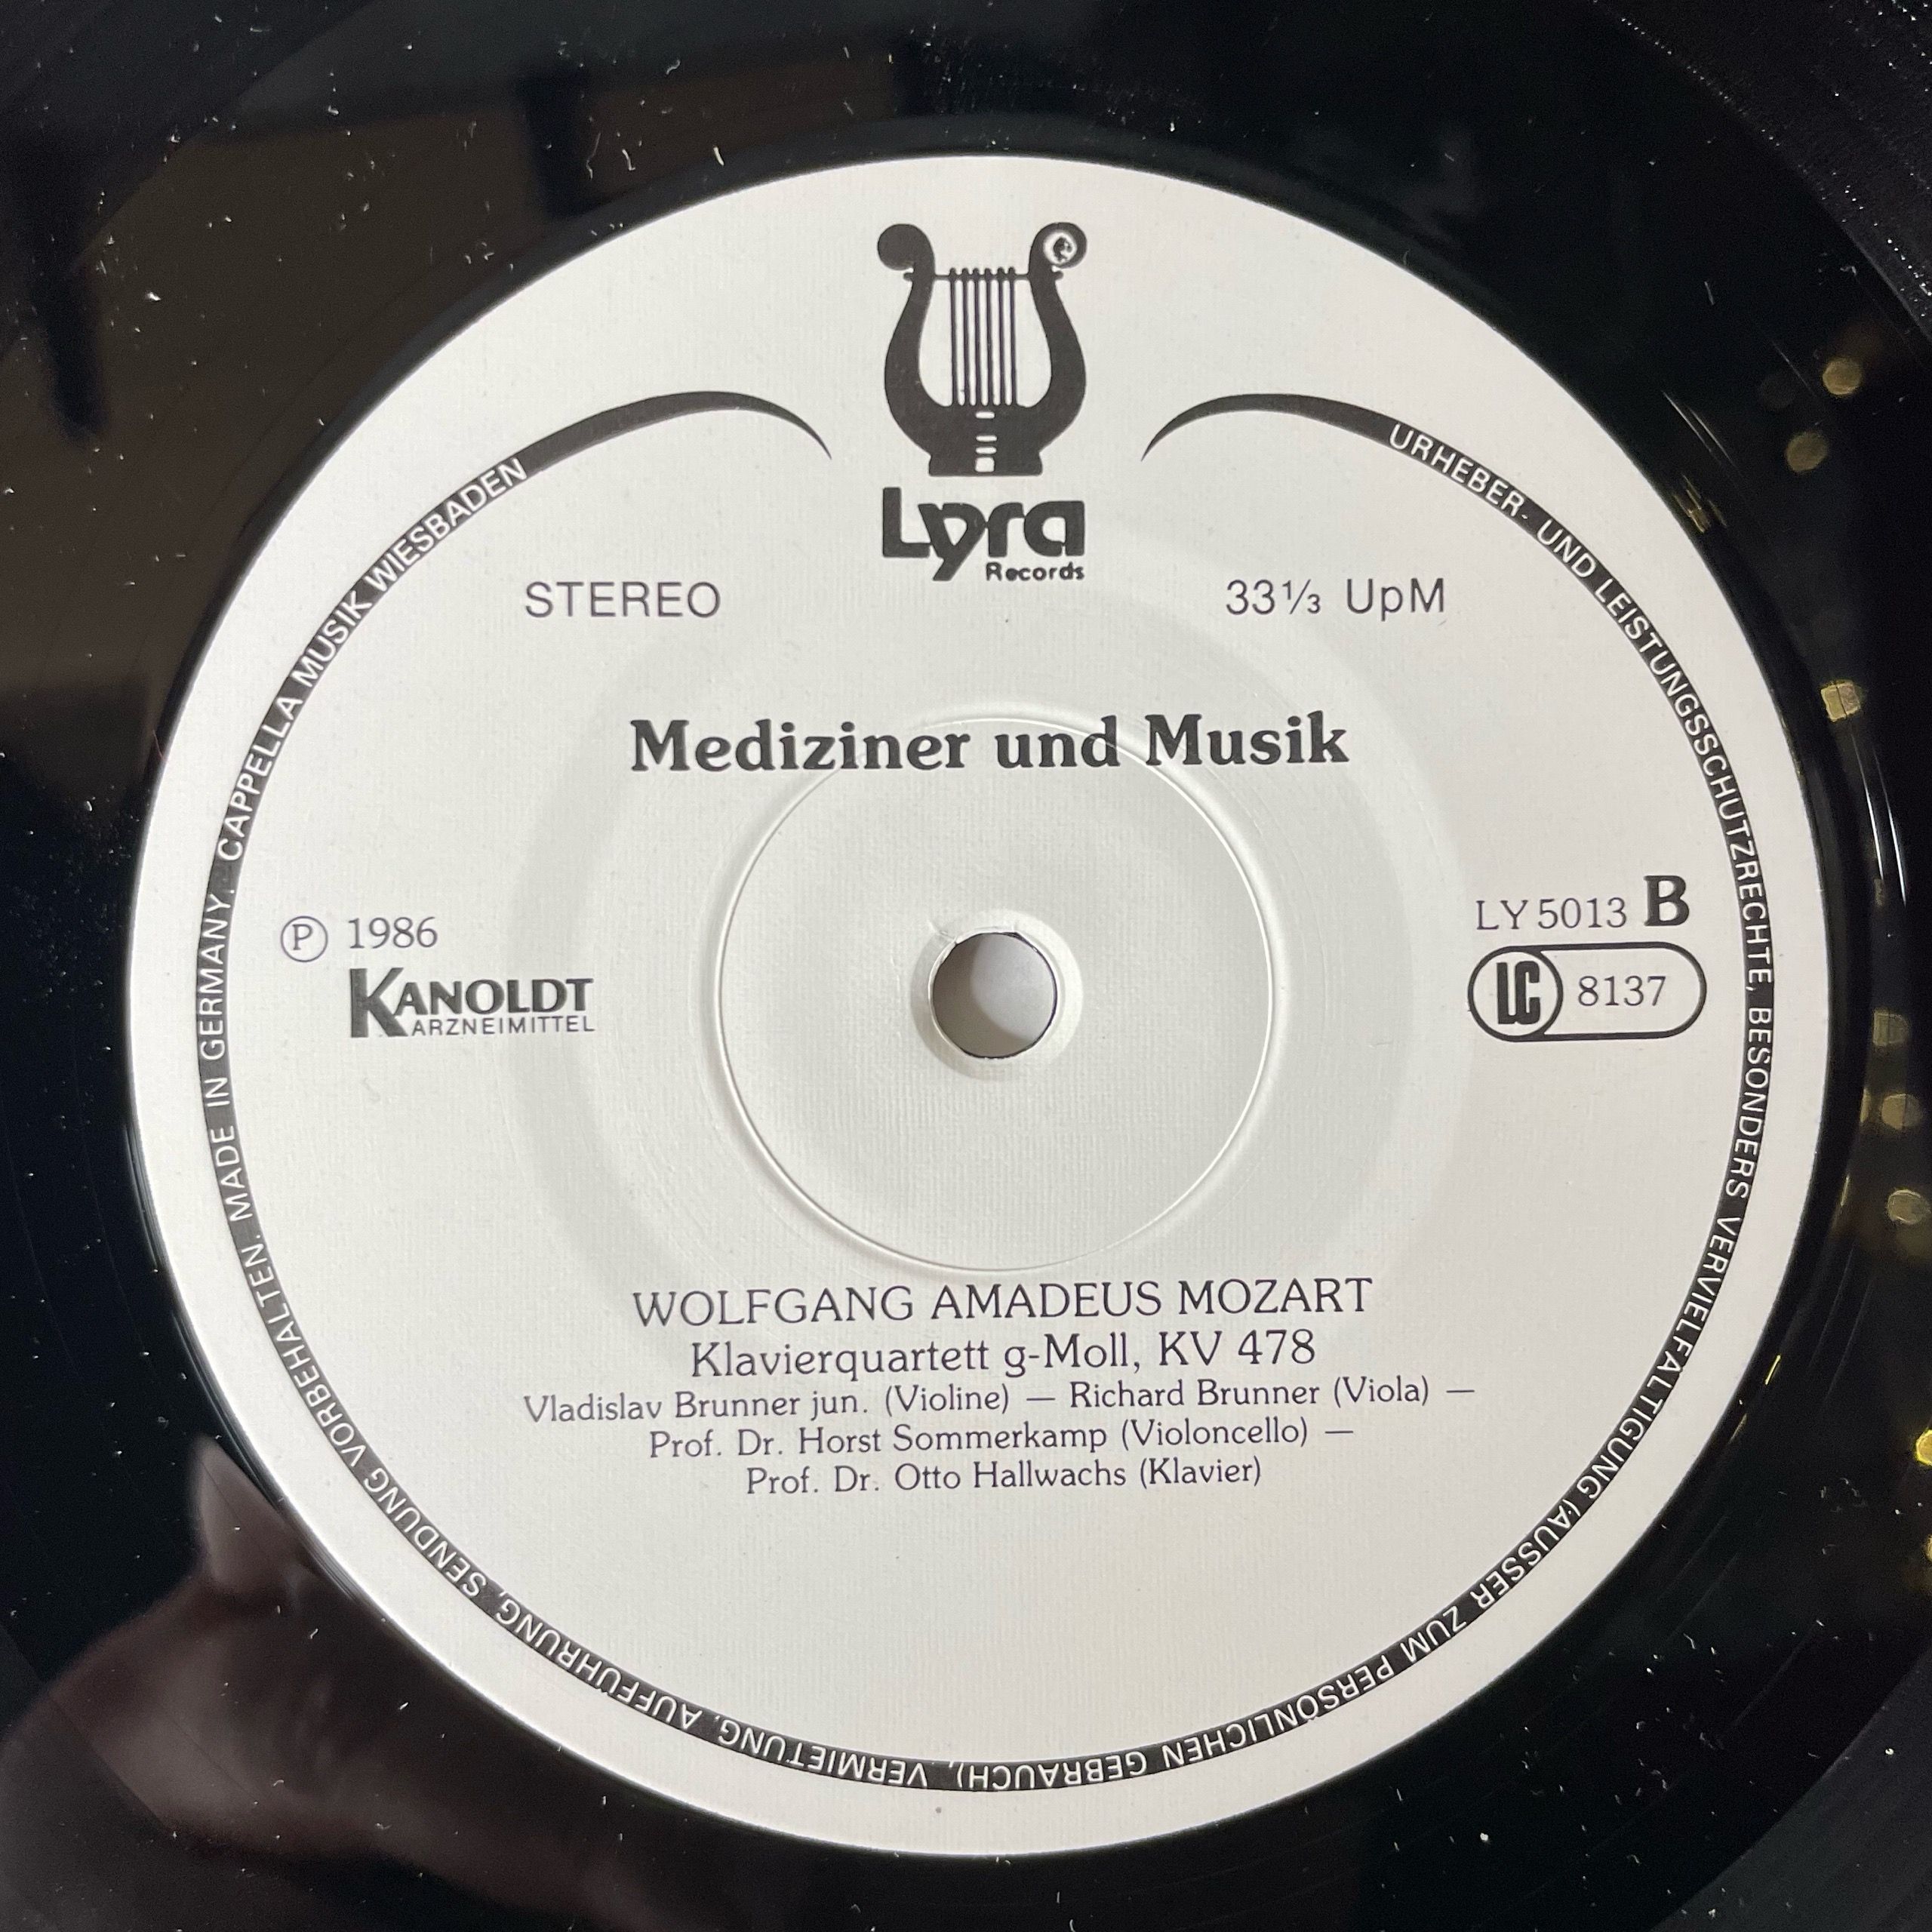 Lyra
Records
STEREO
33⅓ UpM
Mediziner und Musik
Ⓟ 1986
KANOLDT
ARZNEIMITTEL
LY 5013 B
LC 8137
WOLFGANG AMADEUS MOZART
Klavierquartett g-Moll, KV 478
Vladislav Brunner jun. (Violine) — Richard Brunner (Viola) —
Prof. Dr. Horst Sommerkamp (Violoncello) —
Prof. Dr. Otto Hallwachs (Klavier)
URHEBER- UND LEISTUNGSSCHUTZRECHTE, BESONDERS VERVIELFÄLTIGUNG (AUSSER ZUM PERSÖNLICHEN GEBRAUCH), VERMIETUNG, AUFFÜHRUNG, SENDUNG VORBEHALTEN. MADE IN GERMANY. CAPPELLA MUSIK WIESBADEN